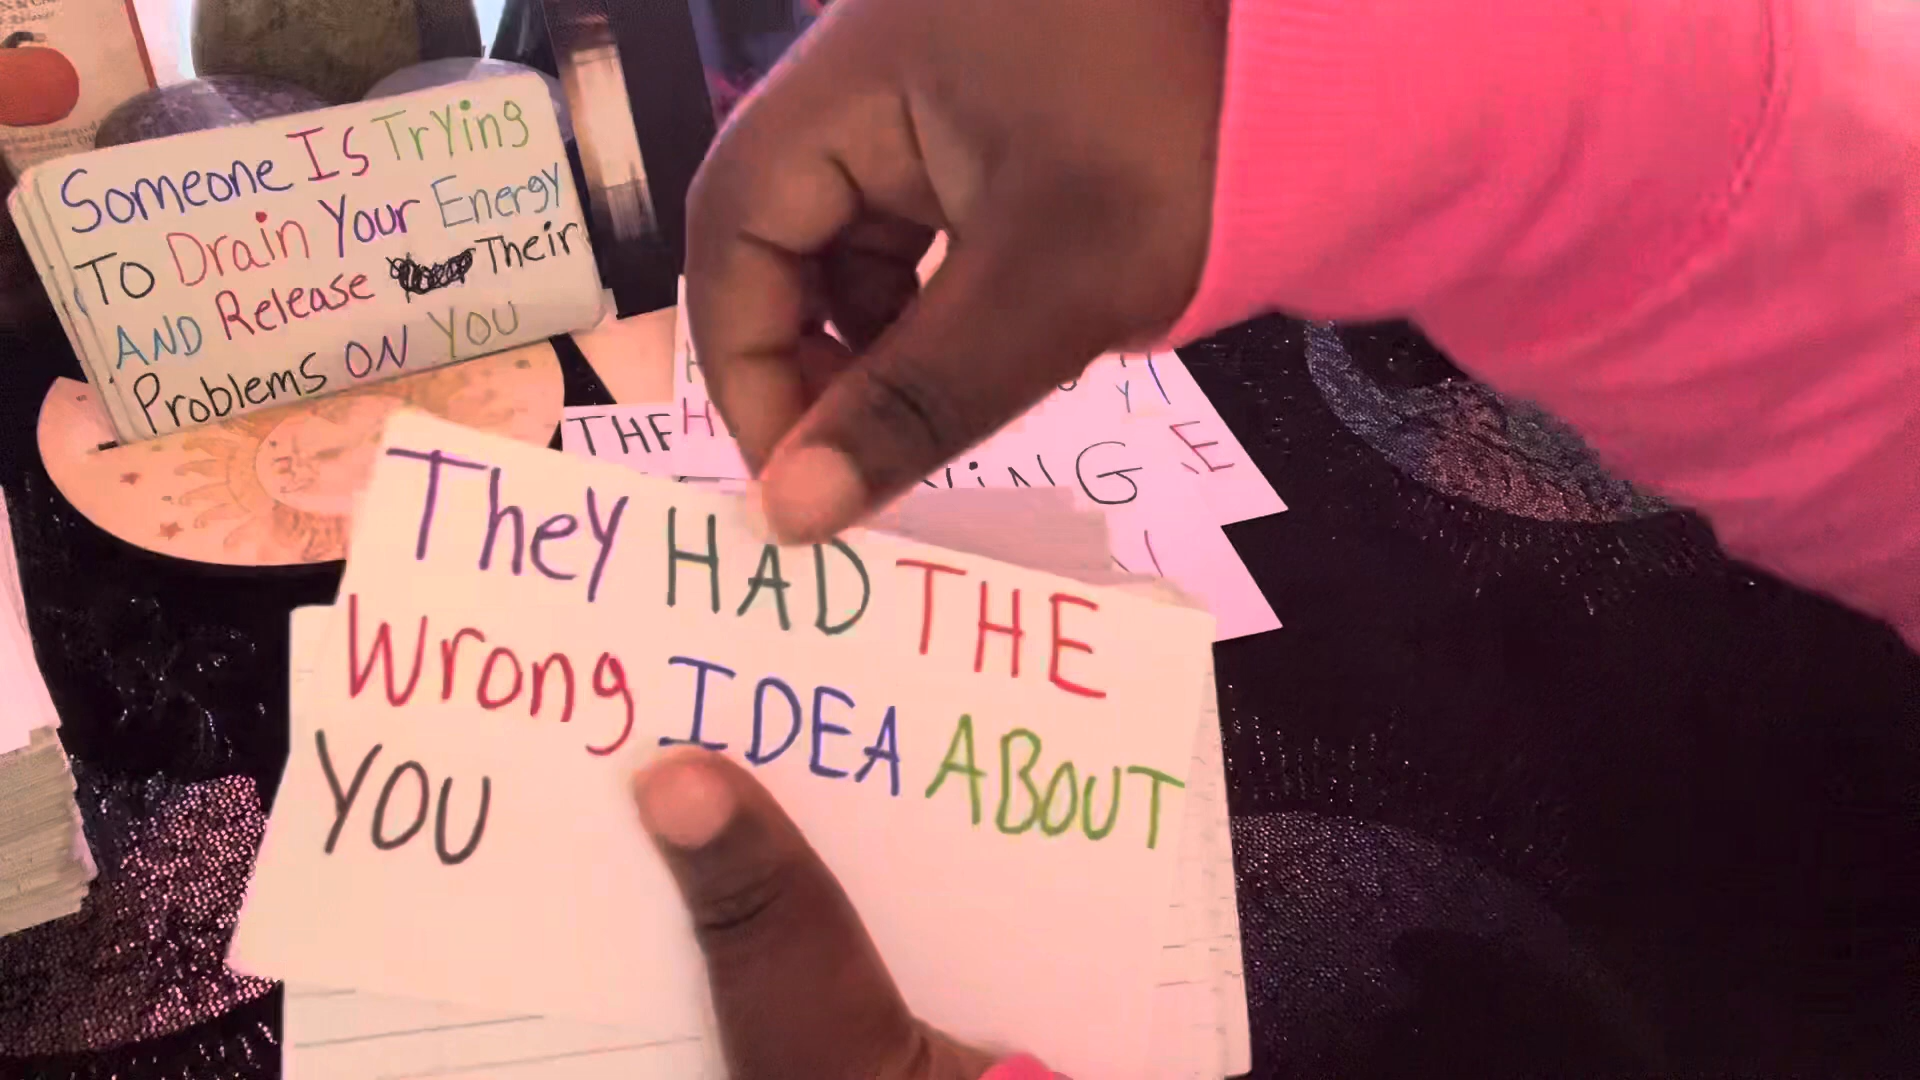 Someone IS Trying
TO Drain Your Energy
AND Release Their
Problems ON YOU
They HAD THE
Wrong IDEA ABOUT
YOU